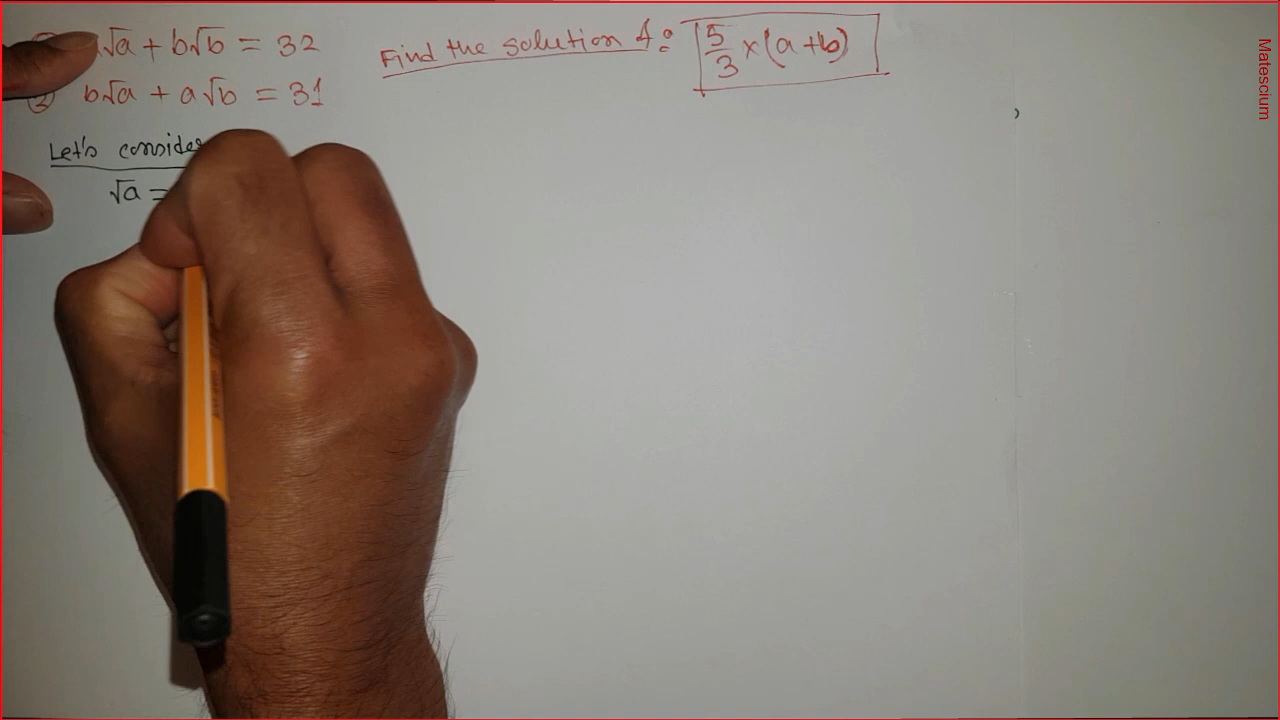 √a + b√b = 32
② b√a + a√b = 31
Find the solution of: 5/3 × (a+b)
Let's conside
√a =
Matescium